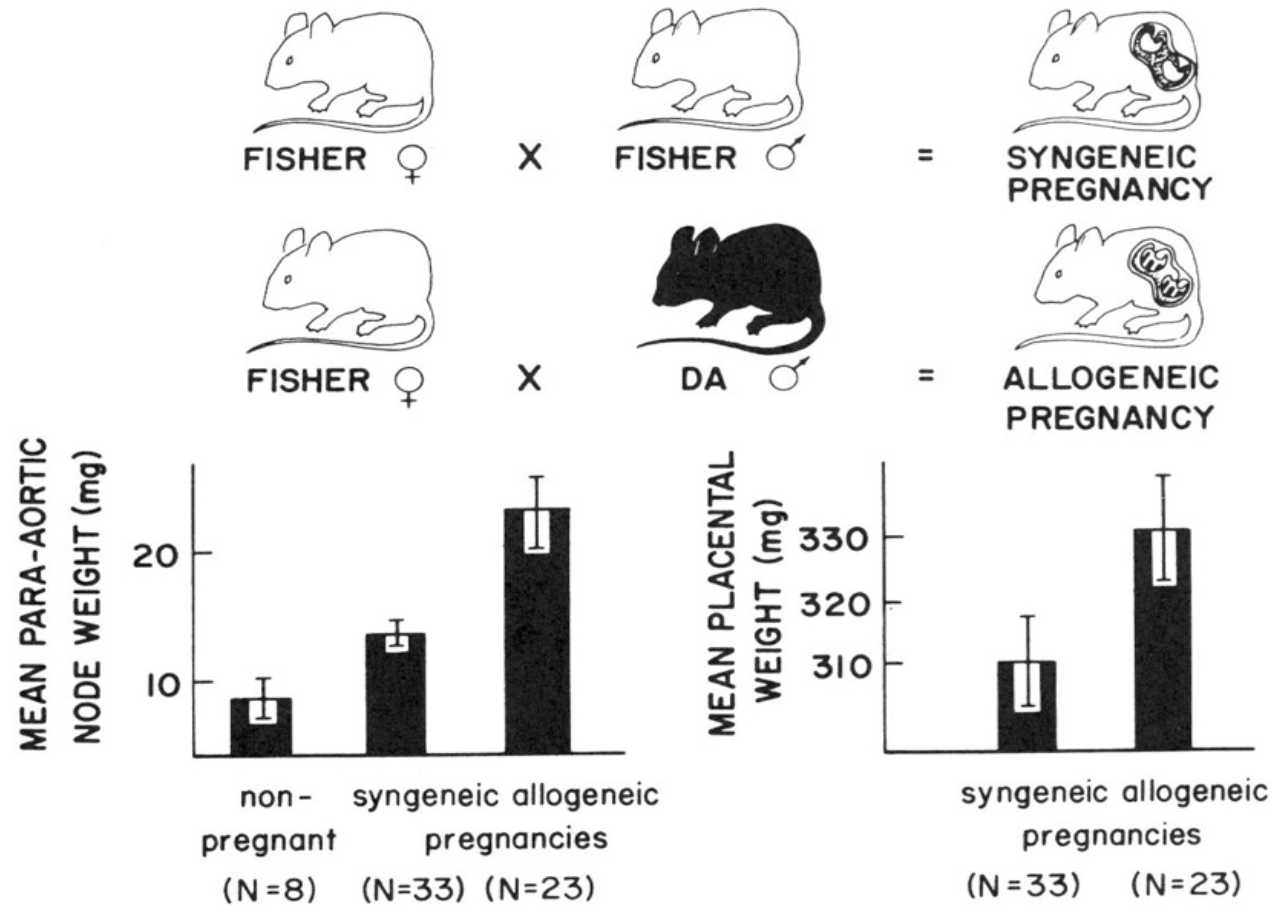 FISHER ♀ X FISHER ♂ = SYNGENEIC
PREGNANCY
FISHER ♀ X DA ♂ = ALLOGENEIC
PREGNANCY
MEAN PARA-AORTIC
NODE WEIGHT (mg)
20
10
non-
pregnant
(N=8)
syngeneic allogeneic
pregnancies
(N=33) (N=23)
MEAN PLACENTAL
WEIGHT (mg)
330
320
310
syngeneic allogeneic
pregnancies
(N=33) (N=23)